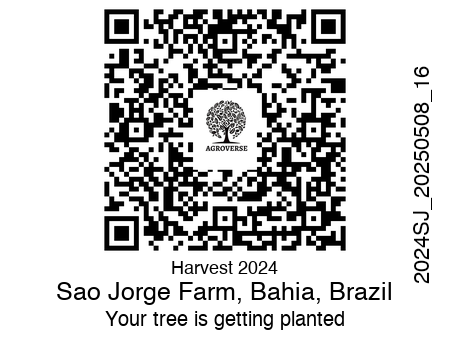 AGROVERSE
Harvest 2024
Sao Jorge Farm, Bahia, Brazil
Your tree is getting planted
2024SJ_20250508_16